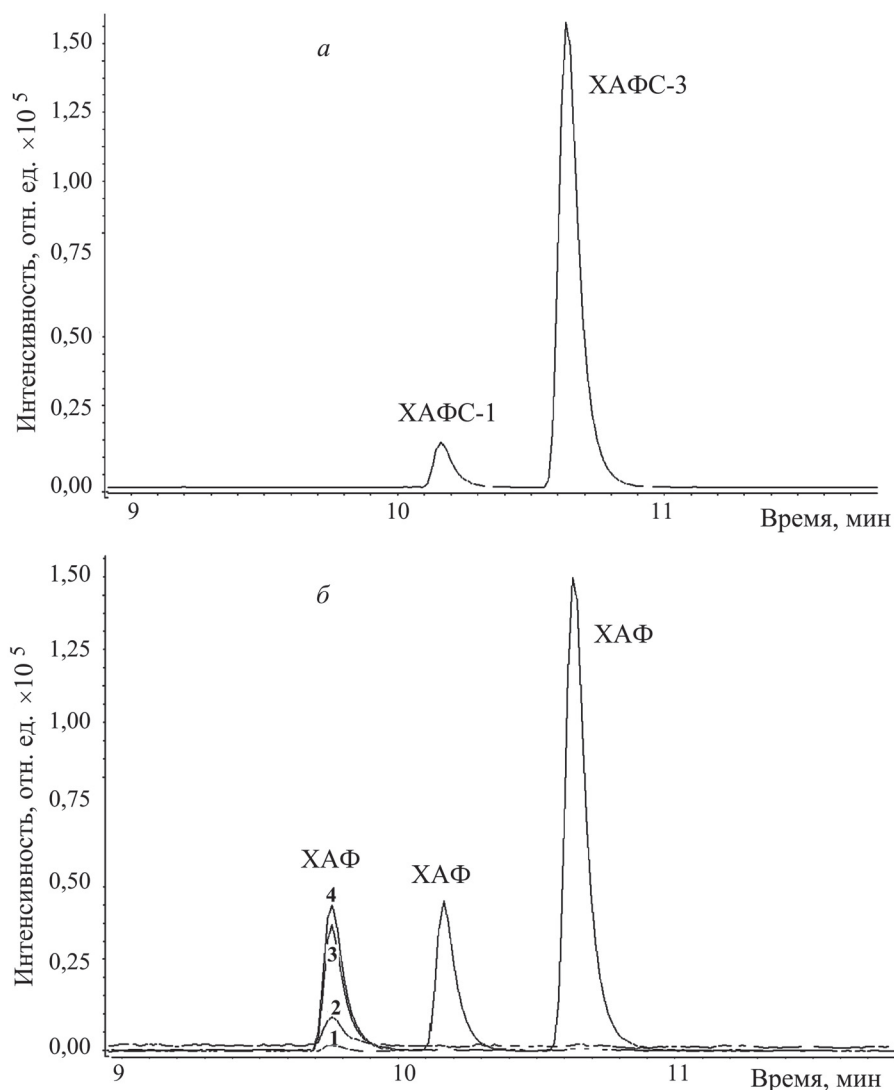 1,50
а
1,25
ХАФС-3
1,00
0,75
0,50
ХАФС-1
0,25
0,00
9
10
11
Время, мин
Интенсивность, отн. ед. ×10 5
1,50
б
ХАФ
1,25
1,00
0,75
ХАФ
ХАФ
0,50
4
3
0,25
2
1
0,00
9
10
11
Время, мин
Интенсивность, отн. ед. ×10 5